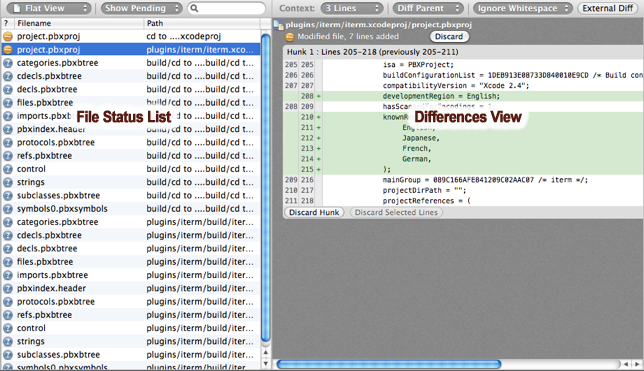 Flat View Show Pending Context: 3 Lines Diff Parent Ignore Whitespace External Diff
? Filename Path
project.pbxproj cd to ....xcodeproj
project.pbxproj plugins/iterm/iterm.xco...
categories.pbxbtree build/cd to ....build/cd t...
cdecls.pbxbtree build/cd to ....build/cd t...
decls.pbxbtree build/cd to ....build/cd t...
files.pbxbtree build/cd to ....build/cd t...
imports.pbxbtree build/cd to ....build/cd t...
pbxindex.header build/cd to ....build/cd t...
protocols.pbxbtree build/cd to ....build/cd t...
refs.pbxbtree build/cd to ....build/cd t...
control build/cd to ....build/cd t...
strings build/cd to ....build/cd t...
subclasses.pbxbtree build/cd to ....build/cd t...
symbols0.pbxsymbols build/cd to ....build/cd t...
categories.pbxbtree plugins/iterm/build/iter...
cdecls.pbxbtree plugins/iterm/build/iter...
decls.pbxbtree plugins/iterm/build/iter...
files.pbxbtree plugins/iterm/build/iter...
imports.pbxbtree plugins/iterm/build/iter...
pbxindex.header plugins/iterm/build/iter...
protocols.pbxbtree plugins/iterm/build/iter...
refs.pbxbtree plugins/iterm/build/iter...
control plugins/iterm/build/iter...
strings plugins/iterm/build/iter...
subclasses.pbxbtree plugins/iterm/build/iter...
symbols0.pbxbtree plugins/iterm/build/iter...
File Status List
plugins/iterm/iterm.xcodeproj/project.pbxproj
Modified file, 7 lines added Discard
Hunk 1 : Lines 205-218 (previously 205-211)
205 205 isa = PBXProject;
206 206 buildConfigurationList = 1DEB913E08733D840010E9CD /* Build con
207 207 compatibilityVersion = "Xcode 2.4";
208 + developmentRegion = English;
208 209
210 +
211 + English,
212 + Japanese,
213 + French,
214 + German,
215 + );
209 216 mainGroup = 089C166AFE841209C02AAC07 /* iterm */;
210 217 projectDirPath = "";
211 218 projectReferences = (
Discard Hunk Discard Selected Lines
Differences View